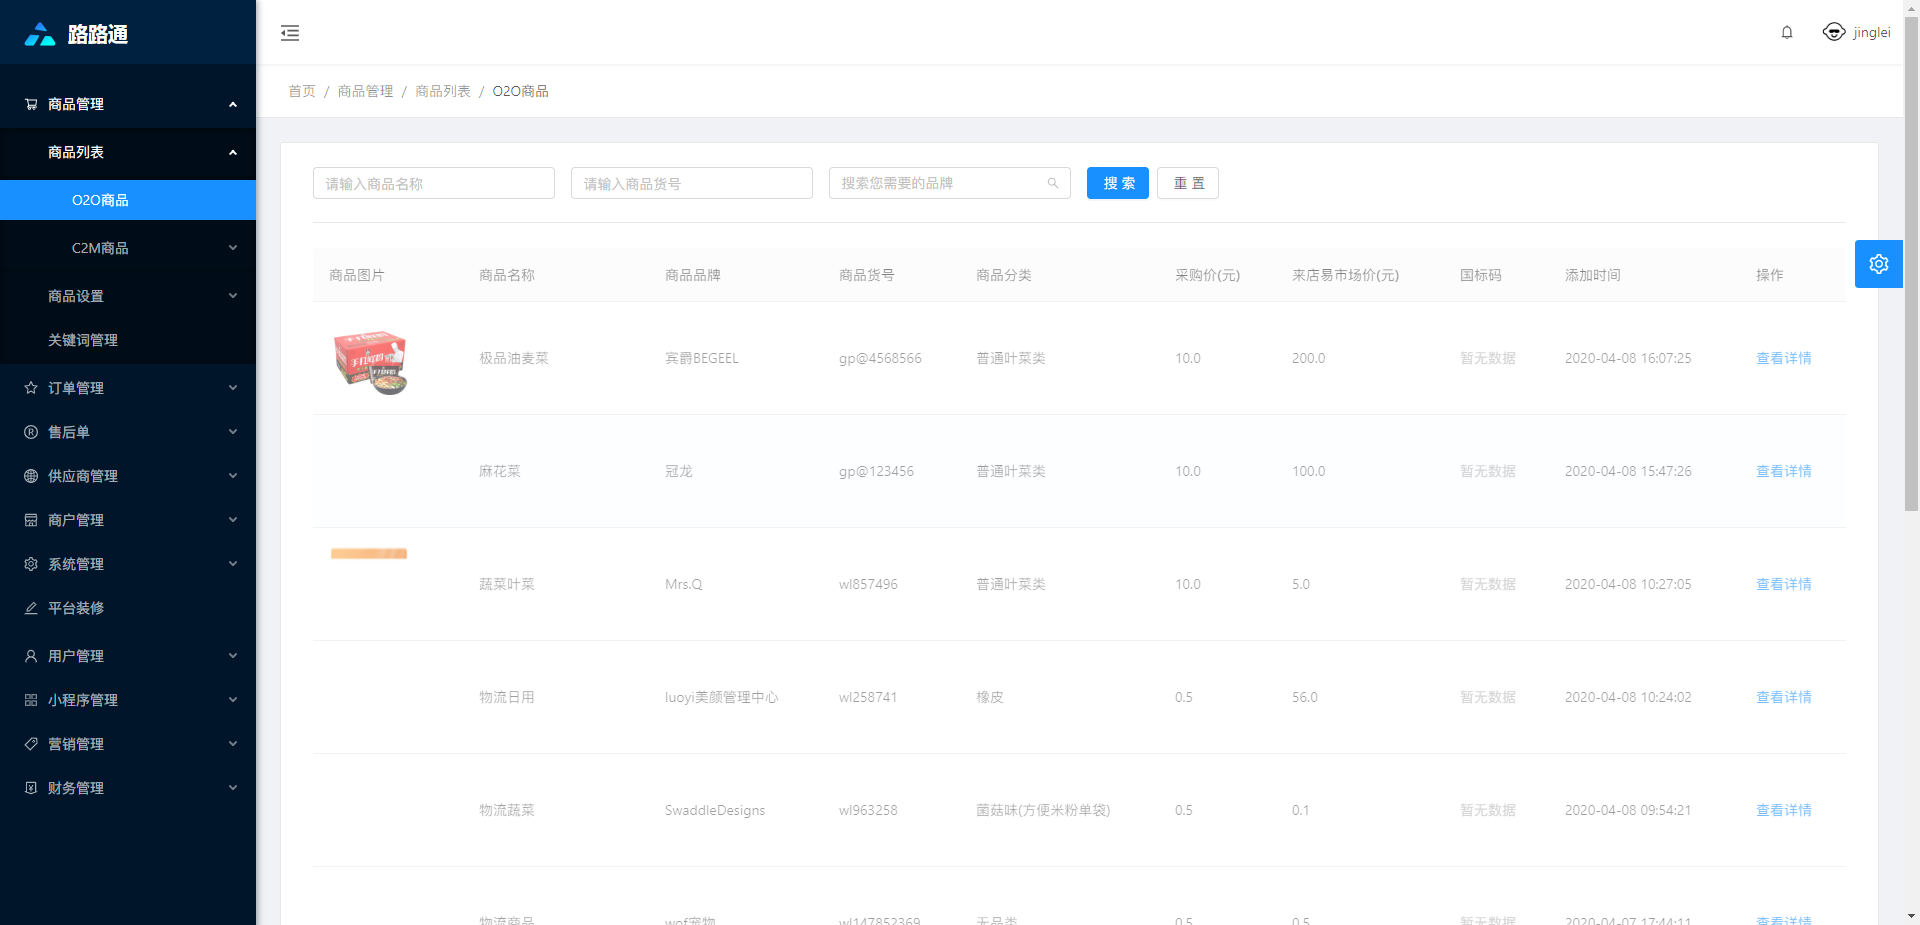 路路通
jinglei
首页 / 商品管理 / 商品列表 / O2O商品
商品管理
商品列表
O2O商品
C2M商品
商品设置
关键词管理
订单管理
售后单
供应商管理
商户管理
系统管理
平台装修
用户管理
小程序管理
营销管理
财务管理
请输入商品名称 请输入商品货号 搜索您需要的品牌 搜 索 重 置
商品图片 商品名称 商品品牌 商品货号 商品分类 采购价(元) 来店易市场价(元) 国标码 添加时间 操作
极品油麦菜 宾爵BEGEEL gp@4568566 普通叶菜类 10.0 200.0 暂无数据 2020-04-08 16:07:25 查看详情
麻花菜 冠龙 gp@123456 普通叶菜类 10.0 100.0 暂无数据 2020-04-08 15:47:26 查看详情
蔬菜叶菜 Mrs.Q wl857496 普通叶菜类 10.0 5.0 暂无数据 2020-04-08 10:27:05 查看详情
物流日用 luoyi美颜管理中心 wl258741 橡皮 0.5 56.0 暂无数据 2020-04-08 10:24:02 查看详情
物流蔬菜 SwaddleDesigns wl963258 菌菇味(方便米粉单袋) 0.5 0.1 暂无数据 2020-04-08 09:54:21 查看详情
物流商品 wof宠物 wl147852369 无品类 0.5 0.5 暂无数据 2020-04-07 17:44:11 查看详情